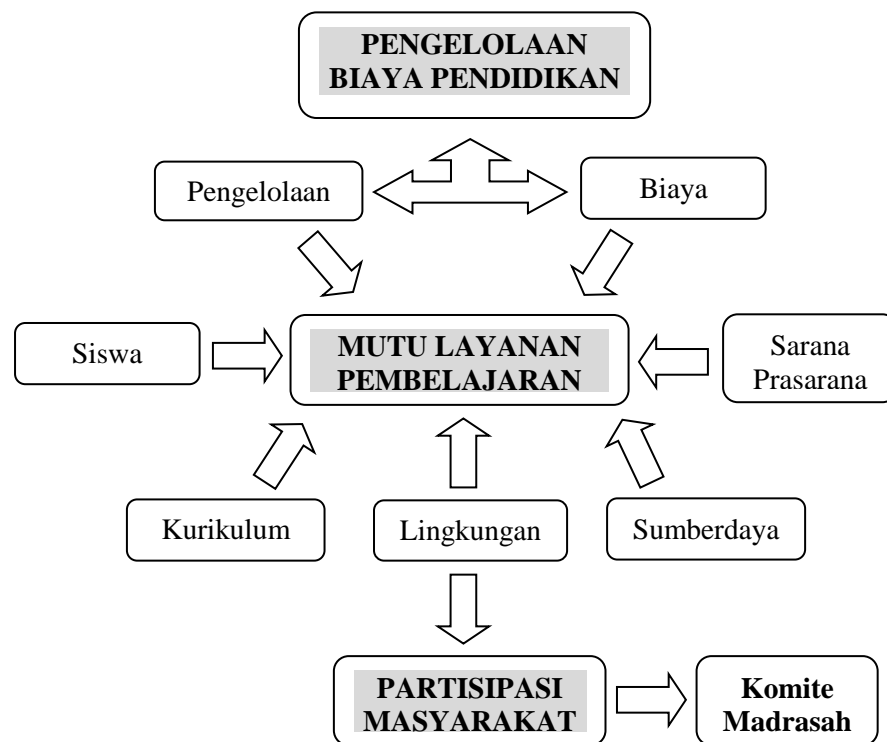 PENGELOLAAN
BIAYA PENDIDIKAN
Pengelolaan
Biaya
Siswa
MUTU LAYANAN
PEMBELAJARAN
Sarana
Prasarana
Kurikulum
Lingkungan
Sumberdaya
PARTISIPASI
MASYARAKAT
Komite
Madrasah